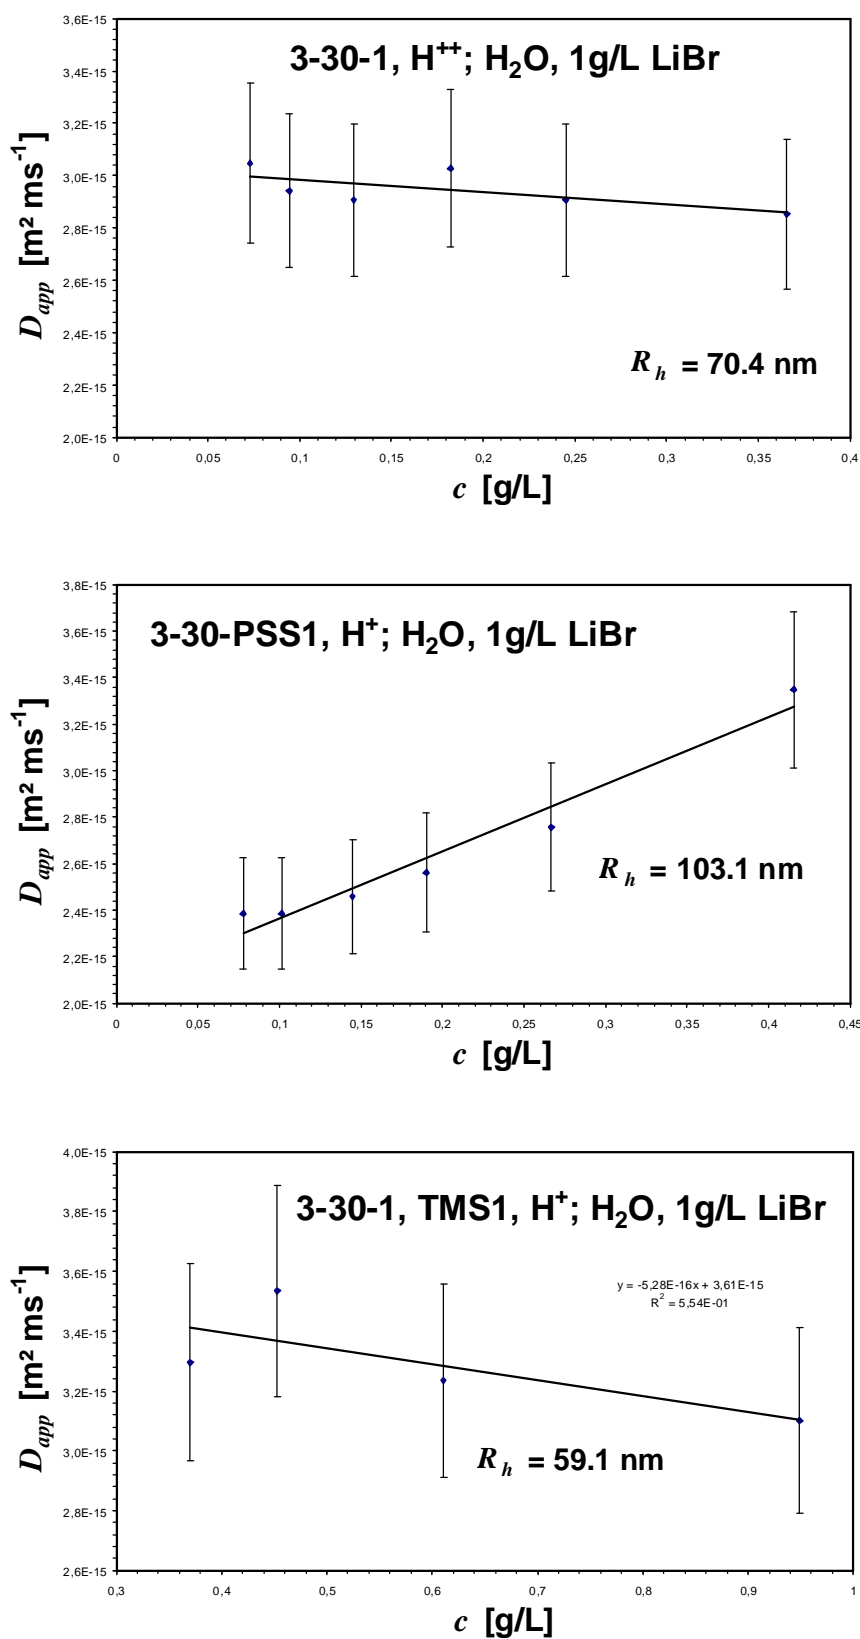 3,6E-15
3-30-1, H⁺⁺; H₂O, 1g/L LiBr
3,4E-15
3,2E-15
3,0E-15
2,8E-15
2,6E-15
2,4E-15
2,2E-15
2,0E-15
D_app [m² ms⁻¹]
R_h = 70.4 nm
0 0,05 0,1 0,15 0,2 0,25 0,3 0,35 0,4
c [g/L]
3,8E-15
3-30-PSS1, H⁺; H₂O, 1g/L LiBr
3,6E-15
3,4E-15
3,2E-15
3,0E-15
2,8E-15
2,6E-15
2,4E-15
2,2E-15
2,0E-15
D_app [m² ms⁻¹]
R_h = 103.1 nm
0 0,05 0,1 0,15 0,2 0,25 0,3 0,35 0,4 0,45
c [g/L]
4,0E-15
3-30-1, TMS1, H⁺; H₂O, 1g/L LiBr
3,8E-15
3,6E-15
y = -5,28E-16x + 3,61E-15
R² = 5,54E-01
3,4E-15
3,2E-15
3,0E-15
2,8E-15
2,6E-15
D_app [m² ms⁻¹]
R_h = 59.1 nm
0,3 0,4 0,5 0,6 0,7 0,8 0,9 1
c [g/L]